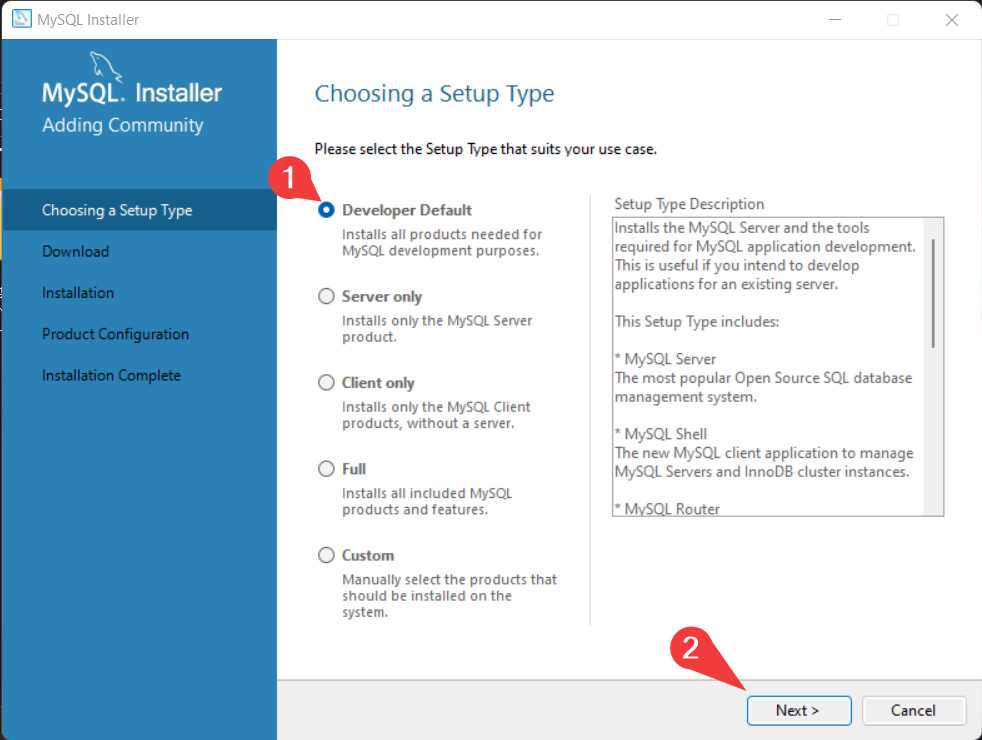 MySQL Installer
MySQL. Installer
Adding Community
Choosing a Setup Type
Download
Installation
Product Configuration
Installation Complete
Choosing a Setup Type
Please select the Setup Type that suits your use case.
1
Developer Default
Installs all products needed for
MySQL development purposes.
Server only
Installs only the MySQL Server
product.
Client only
Installs only the MySQL Client
products, without a server.
Full
Installs all included MySQL
products and features.
Custom
Manually select the products that
should be installed on the
system.
Setup Type Description
Installs the MySQL Server and the tools
required for MySQL application development.
This is useful if you intend to develop
applications for an existing server.
This Setup Type includes:
* MySQL Server
The most popular Open Source SQL database
management system.
* MySQL Shell
The new MySQL client application to manage
MySQL Servers and InnoDB cluster instances.
* MySQL Router
2
Next >
Cancel